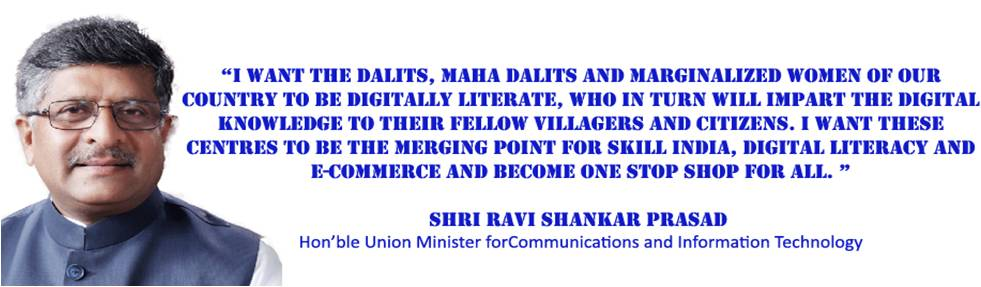 “I WANT THE DALITS, MAHA DALITS AND MARGINALIZED WOMEN OF OUR
COUNTRY TO BE DIGITALLY LITERATE, WHO IN TURN WILL IMPART THE DIGITAL
KNOWLEDGE TO THEIR FELLOW VILLAGERS AND CITIZENS. I WANT THESE
CENTRES TO BE THE MERGING POINT FOR SKILL INDIA, DIGITAL LITERACY AND
E-COMMERCE AND BECOME ONE STOP SHOP FOR ALL. ”
SHRI RAVI SHANKAR PRASAD
Hon’ble Union Minister forCommunications and Information Technology